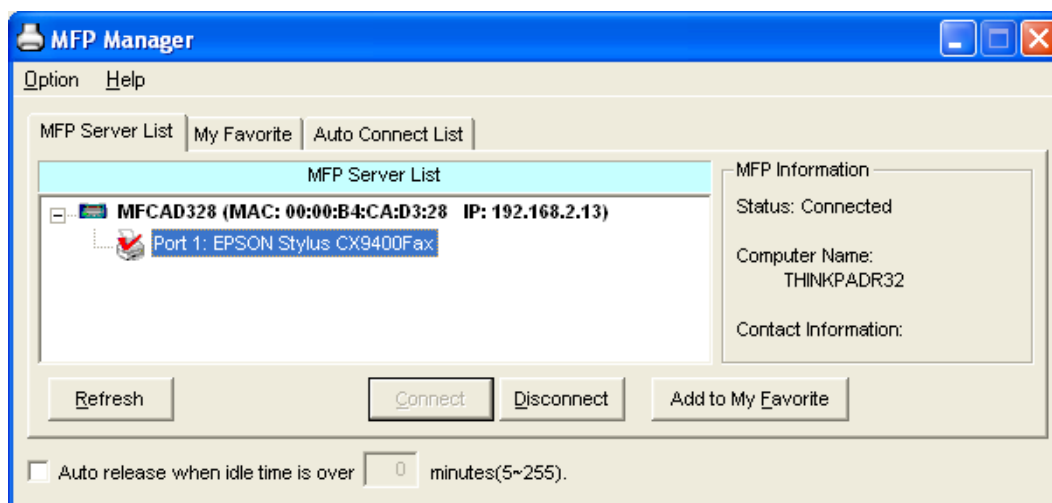 MFP Manager
Option Help
MFP Server List My Favorite Auto Connect List
MFP Server List
MFCAD328 (MAC: 00:00:B4:CA:D3:28 IP: 192.168.2.13)
Port 1: EPSON Stylus CX9400Fax
MFP Information
Status: Connected
Computer Name:
THINKPADR32
Contact Information:
Refresh Connect Disconnect Add to My Favorite
Auto release when idle time is over 0 minutes(5~255).